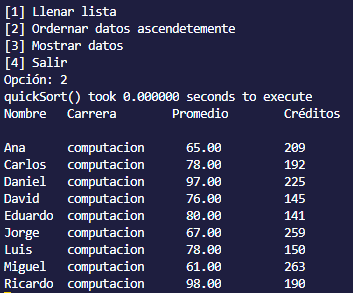 [1] Llenar lista
[2] Ordernar datos ascendetemente
[3] Mostrar datos
[4] Salir
Opción: 2
quickSort() took 0.000000 seconds to execute
Nombre Carrera Promedio Créditos
Ana computacion 65.00 209
Carlos computacion 78.00 192
Daniel computacion 97.00 225
David computacion 76.00 145
Eduardo computacion 80.00 141
Jorge computacion 67.00 259
Luis computacion 78.00 150
Miguel computacion 61.00 263
Ricardo computacion 98.00 190